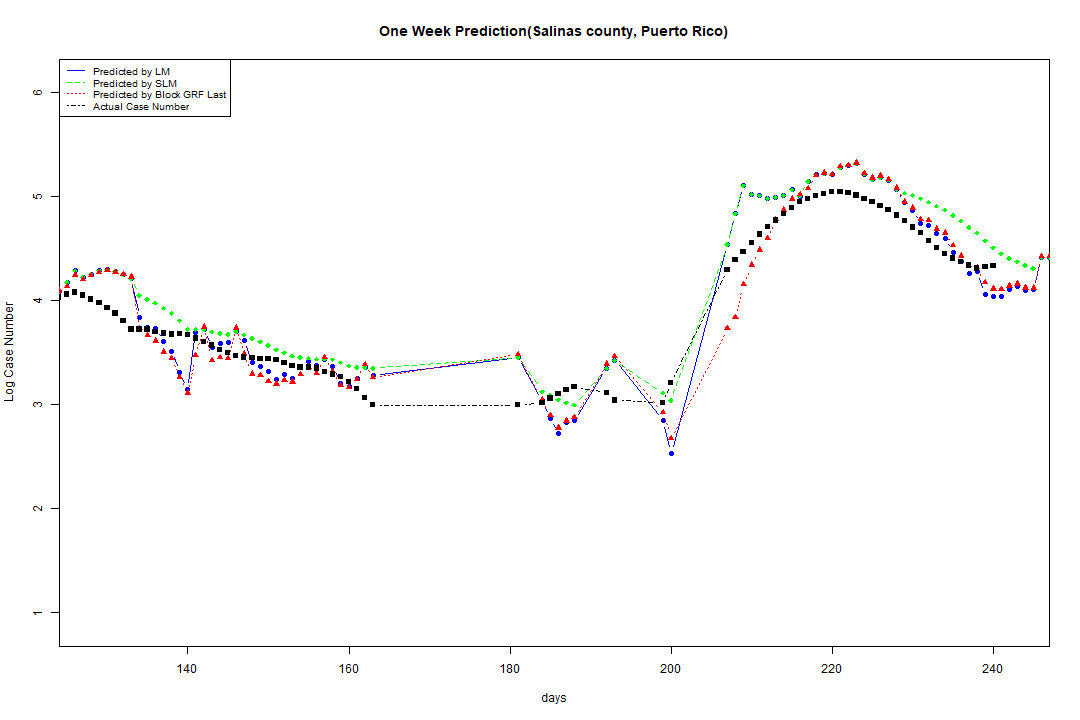 One Week Prediction(Salinas county, Puerto Rico)
Predicted by LM
Predicted by SLM
Predicted by Block GRF Last
Actual Case Number
6
5
4
3
2
1
Log Case Number
140 160 180 200 220 240
days